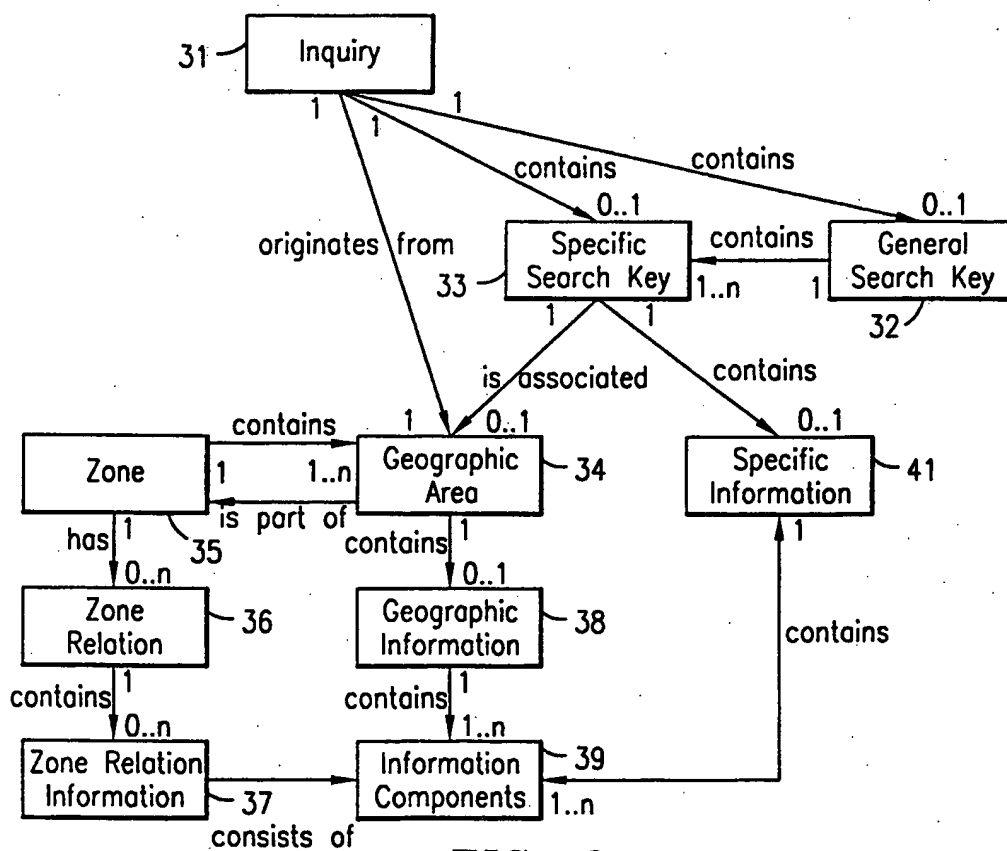 31
Inquiry
1
1
1
contains
contains
0..1
0..1
originates from
Specific
Search Key
contains
General
Search Key
33
1..n
1
32
1
1
is associated
contains
contains
1
0..1
0..1
Zone
1
1..n
Geographic
Area
34
Specific
Information
41
is part of
has
1
35
contains
1
1
0..n
0..1
Zone
Relation
36
Geographic
Information
38
contains
contains
1
contains
1
0..n
1..n
Zone Relation
Information
37
Information
Components
39
1..n
consists of